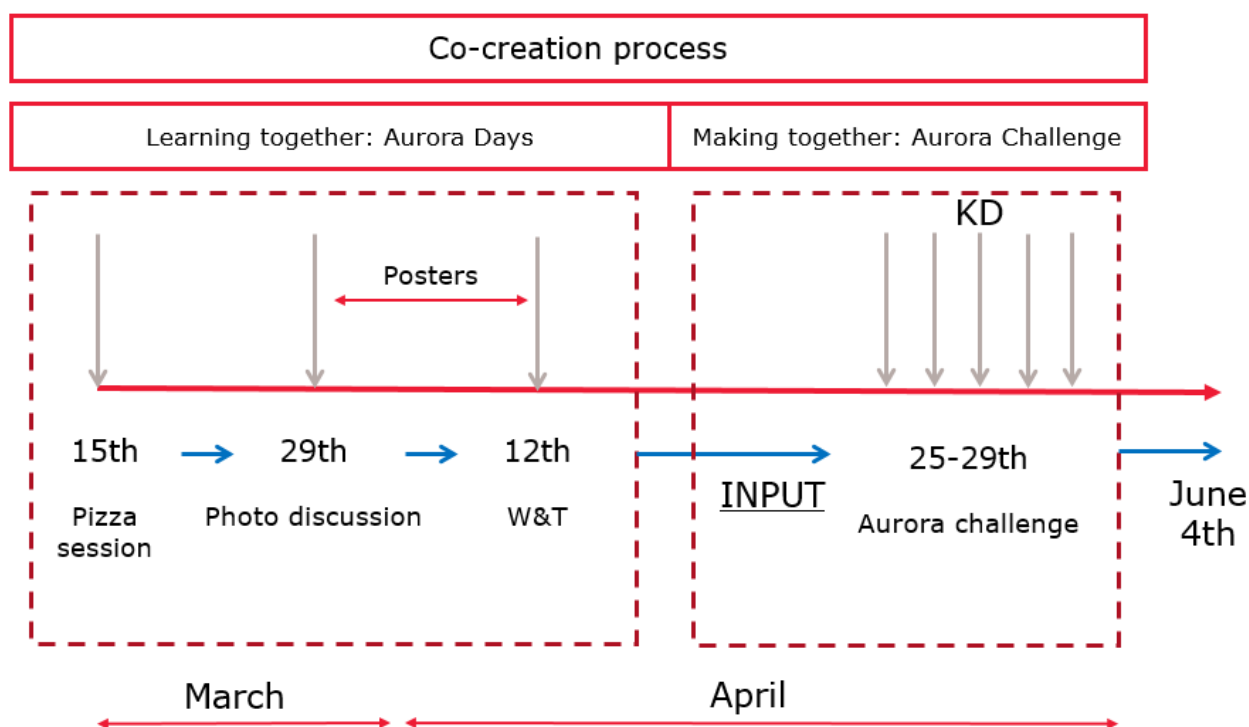 Co-creation process
Learning together: Aurora Days
Making together: Aurora Challenge
KD
Posters
15th
29th
12th
25-29th
Pizza
session
Photo discussion
W&T
INPUT
Aurora challenge
June
4th
March
April